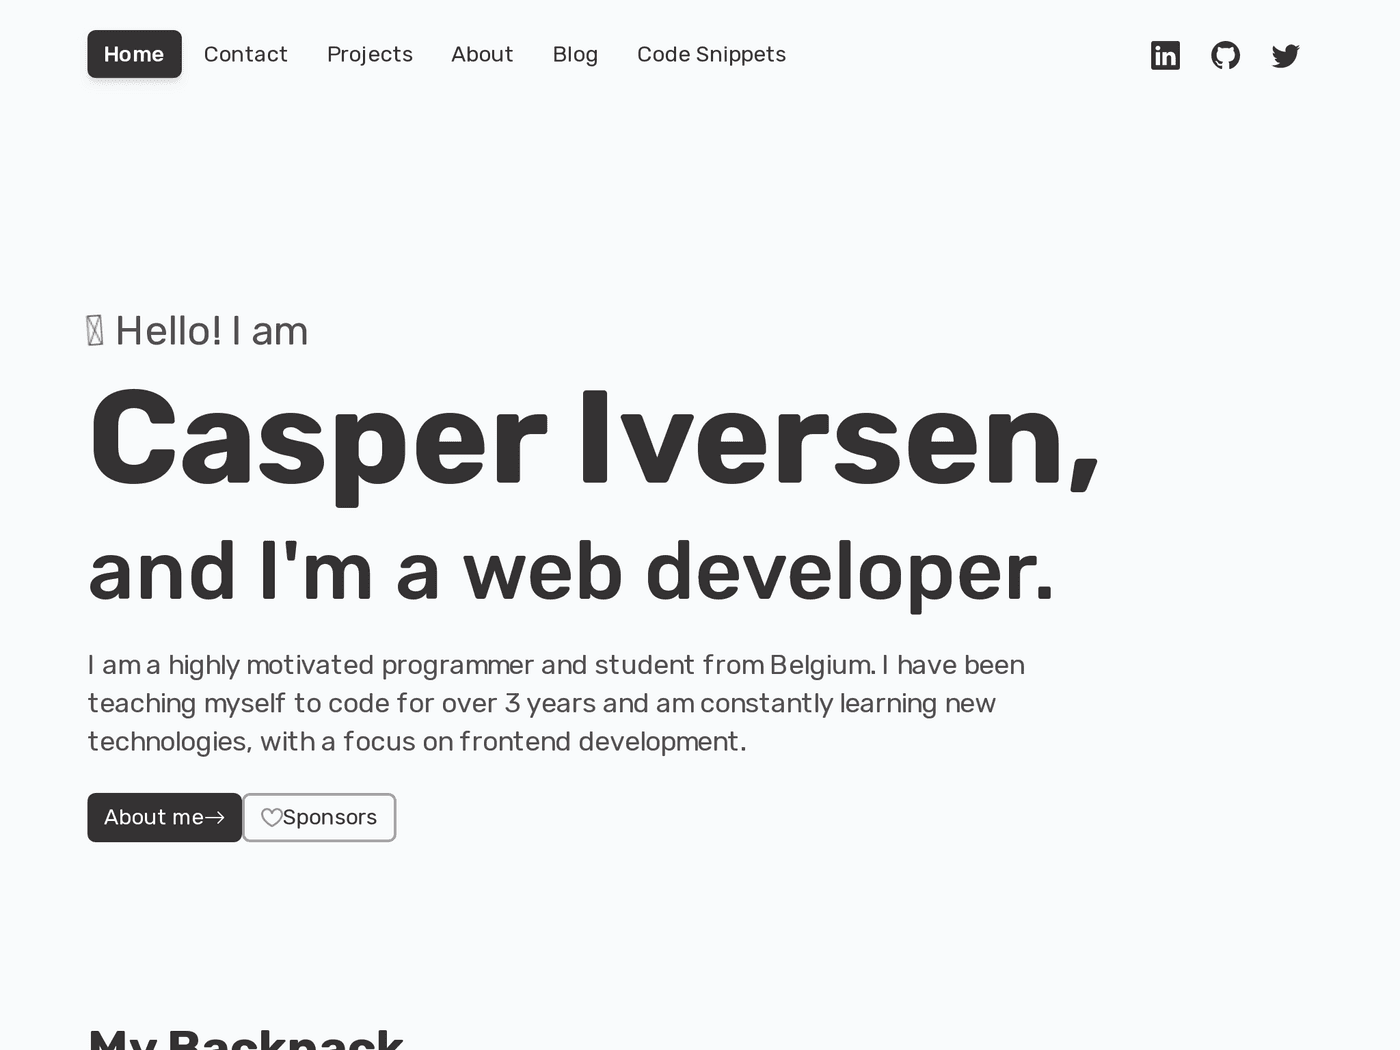 Home Contact Projects About Blog Code Snippets
Hello! I am
Casper Iversen,
and I'm a web developer.
I am a highly motivated programmer and student from Belgium. I have been
teaching myself to code for over 3 years and am constantly learning new
technologies, with a focus on frontend development.
About me→ Sponsors
My Backpack